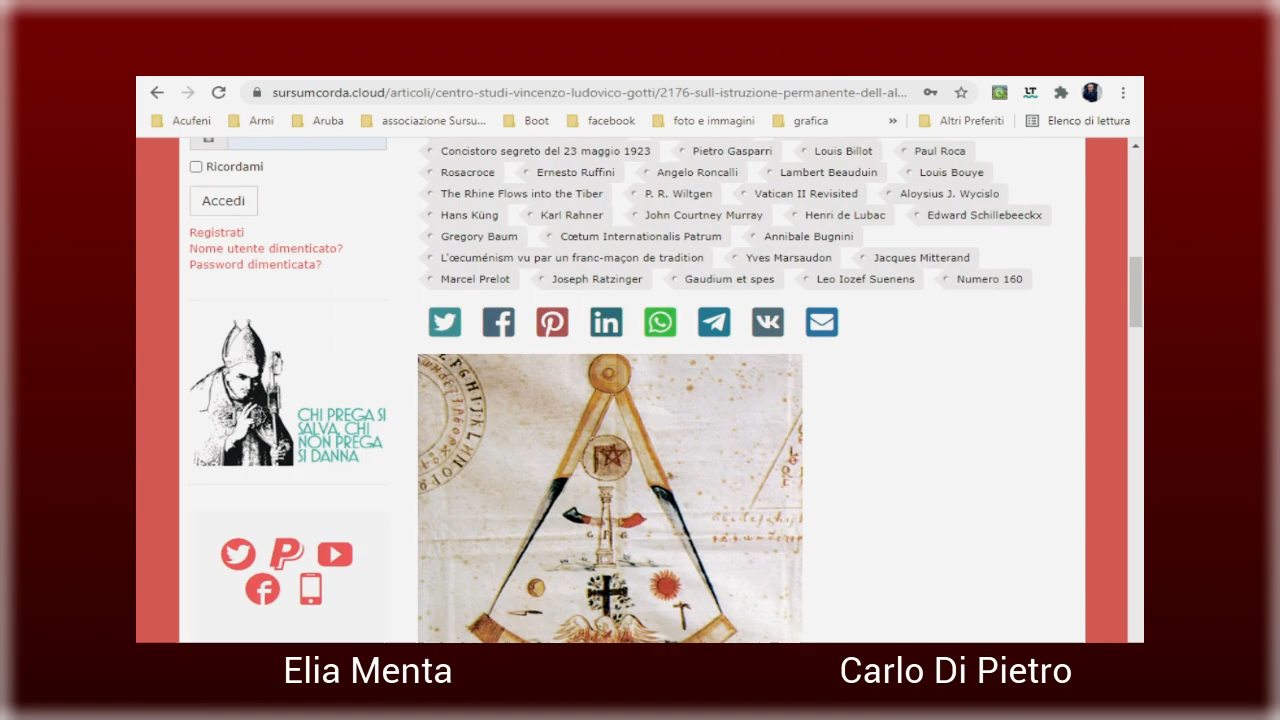 sursumcorda.cloud/articoli/centro-studi-vincenzo-ludovico-gotti/2176-sull-istruzione-permanente-dell-al...
Acufeni Armi Aruba associazione Sursu... Boot facebook foto e immagini grafica » Altri Preferiti Elenco di lettura
Concistoro segreto del 23 maggio 1923 Pietro Gasparri Louis Billot Paul Roca
Rosacroce Ernesto Ruffini Angelo Roncalli Lambert Beauduin Louis Bouye
The Rhine Flows into the Tiber P. R. Wiltgen Vatican II Revisited Aloysius J. Wycislo
Hans Küng Karl Rahner John Courtney Murray Henri de Lubac Edward Schillebeeckx
Gregory Baum Cœtum Internationalis Patrum Annibale Bugnini
L'œcuménism vu par un franc-maçon de tradition Yves Marsaudon Jacques Mitterand
Marcel Prelot Joseph Ratzinger Gaudium et spes Leo Iozef Suenens Numero 160
Ricordami
Accedi
Registrati
Nome utente dimenticato?
Password dimenticata?
CHI PREGA SI
SALVA, CHI
NON PREGA
SI DANNA
Elia Menta
Carlo Di Pietro